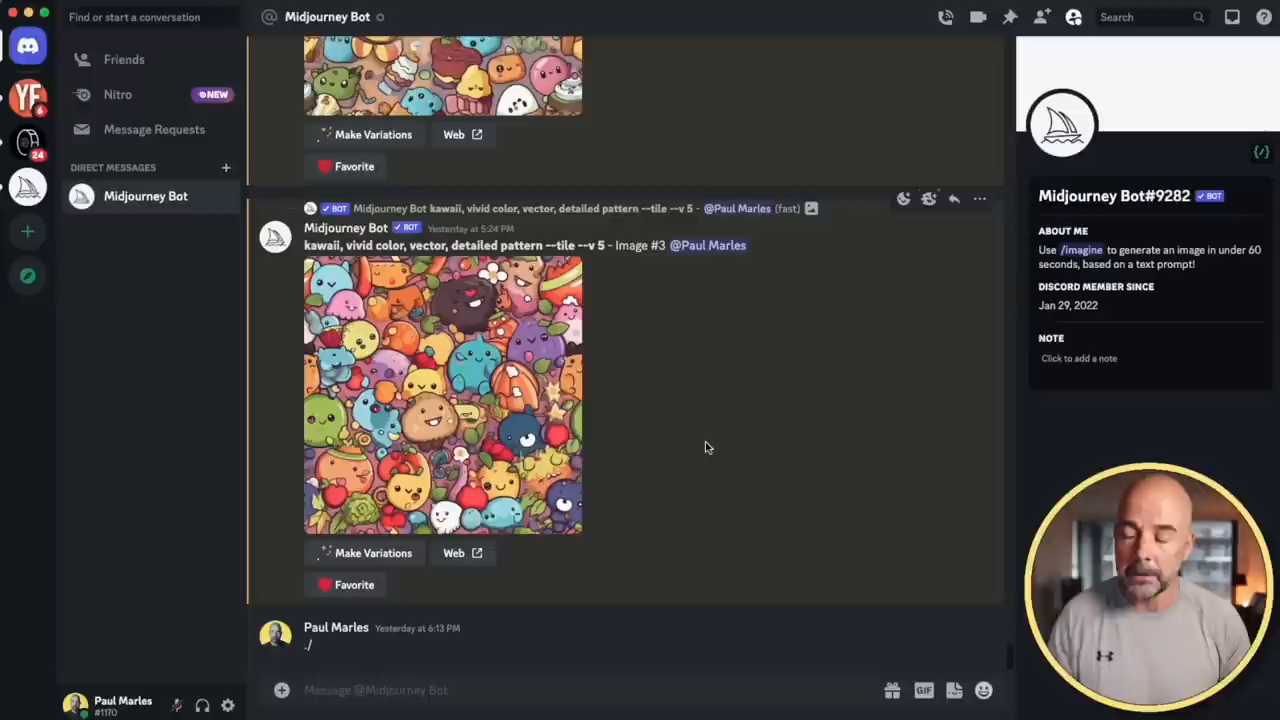 Find or start a conversation
Midjourney Bot
Search
Friends
Nitro
NEW
Message Requests
DIRECT MESSAGES
Midjourney Bot
YF
6
24
Make Variations
Web
Favorite
BOT Midjourney Bot kawaii, vivid color, vector, detailed pattern --tile --v 5 - @Paul Marles (fast)
Midjourney Bot BOT Yesterday at 5:24 PM
kawaii, vivid color, vector, detailed pattern --tile --v 5 - Image #3 @Paul Marles
Make Variations
Web
Favorite
Paul Marles Yesterday at 6:13 PM
./
Message @Midjourney Bot
GIF
Paul Marles
#1170
Midjourney Bot#9282 BOT
ABOUT ME
Use /imagine to generate an image in under 60
seconds, based on a text prompt!
DISCORD MEMBER SINCE
Jan 29, 2022
NOTE
Click to add a note